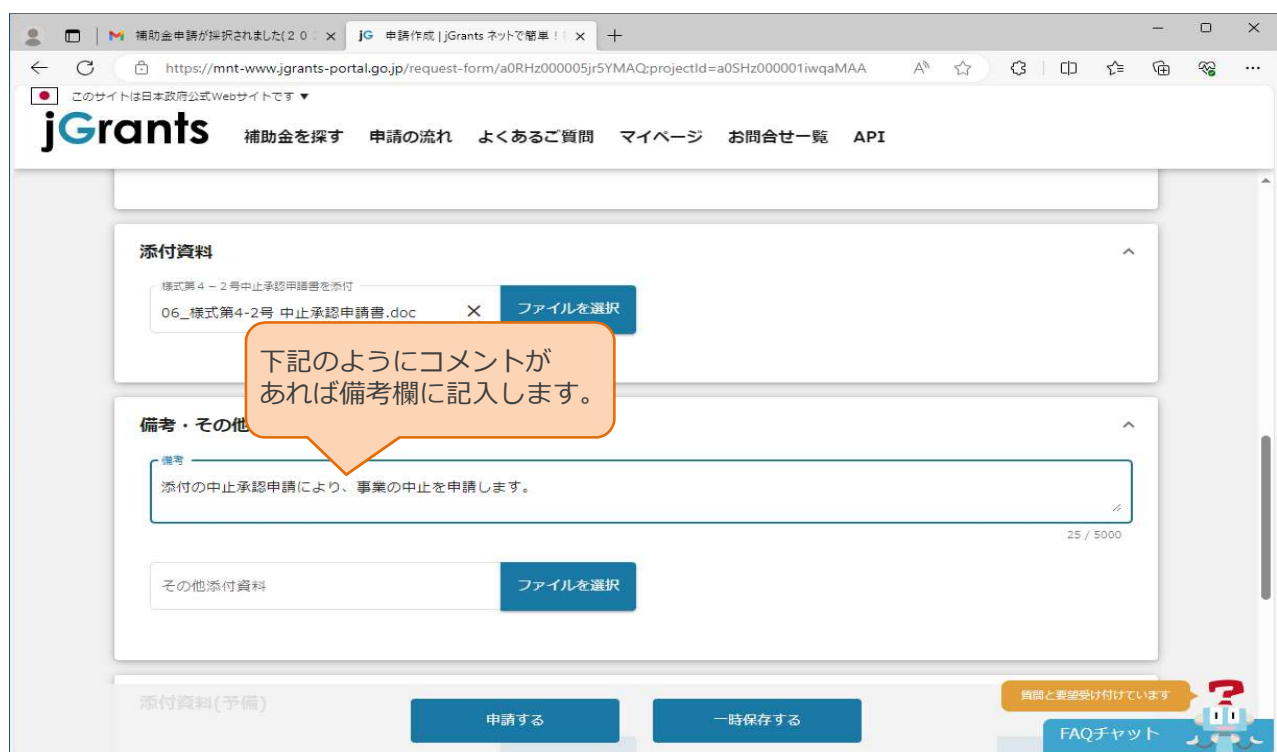 補助金申請が採択されました(20
jG 申請作成 | jGrants ネットで簡単！
https://mnt-www.jgrants-portal.go.jp/request-form/a0RHz000005jr5YMAQ;projectId=a0SHz000001iwqaMAA
このサイトは日本政府公式Webサイトです ▼
jGrants 補助金を探す 申請の流れ よくあるご質問 マイページ お問合せ一覧 API
添付資料
様式第4－2号中止承認申請書を添付
06_様式第4-2号 中止承認申請書.doc
ファイルを選択
下記のようにコメントが
あれば備考欄に記入します。
備考・その他
備考
添付の中止承認申請により、事業の中止を申請します。
25 / 5000
その他添付資料
ファイルを選択
添付資料(予備)
申請する
一時保存する
質問と要望受け付けています
FAQチャット